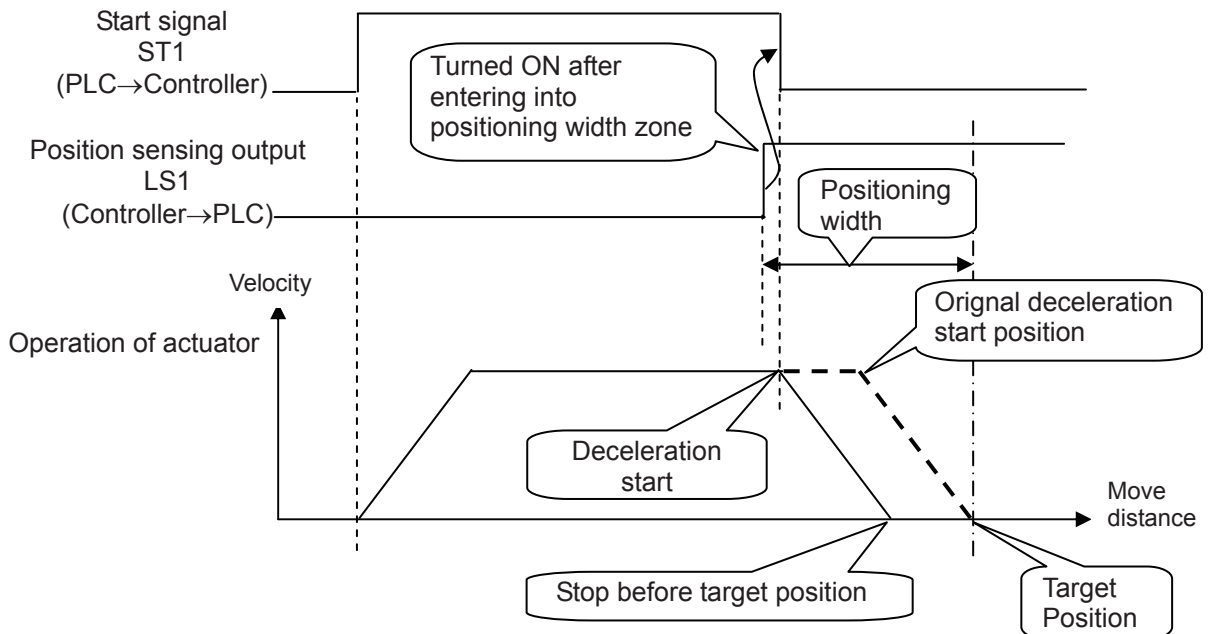 Start signal
ST1
(PLC→Controller)
Turned ON after
entering into
positioning width zone
Position sensing output
LS1
(Controller→PLC)
Positioning
width
Velocity
Orignal deceleration
start position
Operation of actuator
Deceleration
start
Move
distance
Stop before target position
Target
Position